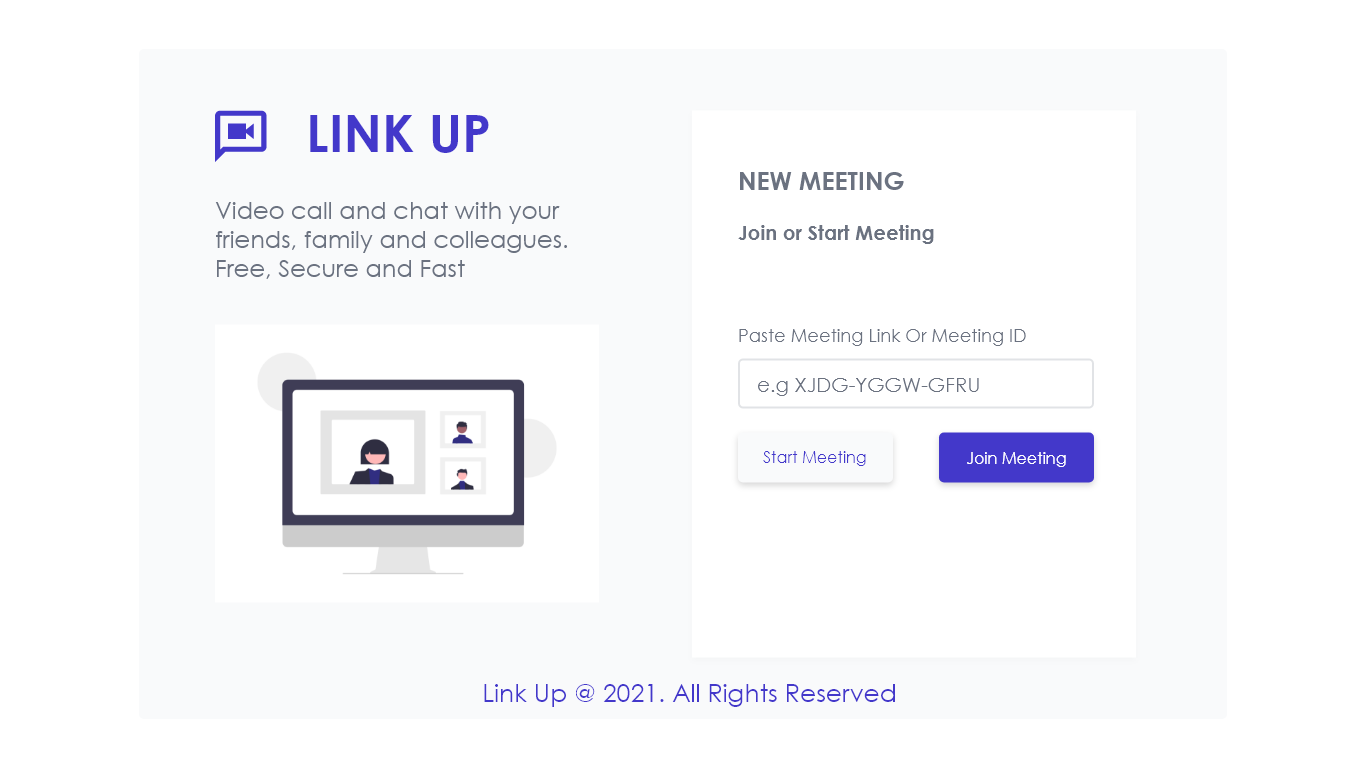 LINK UP
Video call and chat with your
friends, family and colleagues.
Free, Secure and Fast
NEW MEETING
Join or Start Meeting
Paste Meeting Link Or Meeting ID
e.g XJDG-YGGW-GFRU
Start Meeting
Join Meeting
Link Up @ 2021. All Rights Reserved